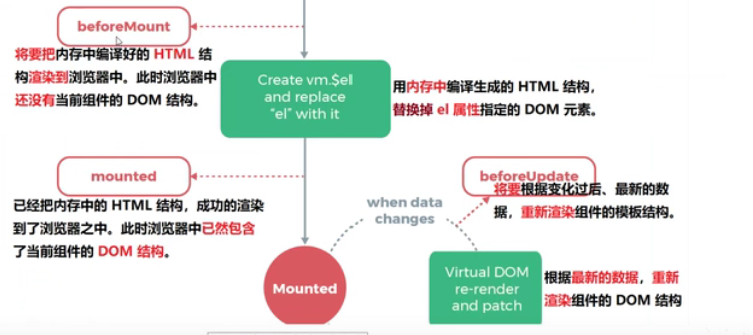 beforeMount
将要把内存中编译好的 HTML 结
构渲染到浏览器中。此时浏览器中
还没有当前组件的 DOM 结构。
Create vm.$el
and replace
"el" with it
用内存中编译生成的 HTML 结构，
替换掉 el 属性指定的 DOM 元素。
mounted
已经把内存中的 HTML 结构，成功的渲染
到了浏览器之中。此时浏览器中已然包含
了当前组件的 DOM 结构。
beforeUpdate
将要根据变化过后、最新的数
据，重新渲染组件的模板结构。
when data
changes
Mounted
Virtual DOM
re-render
and patch
根据最新的数据，重新
渲染组件的 DOM 结构